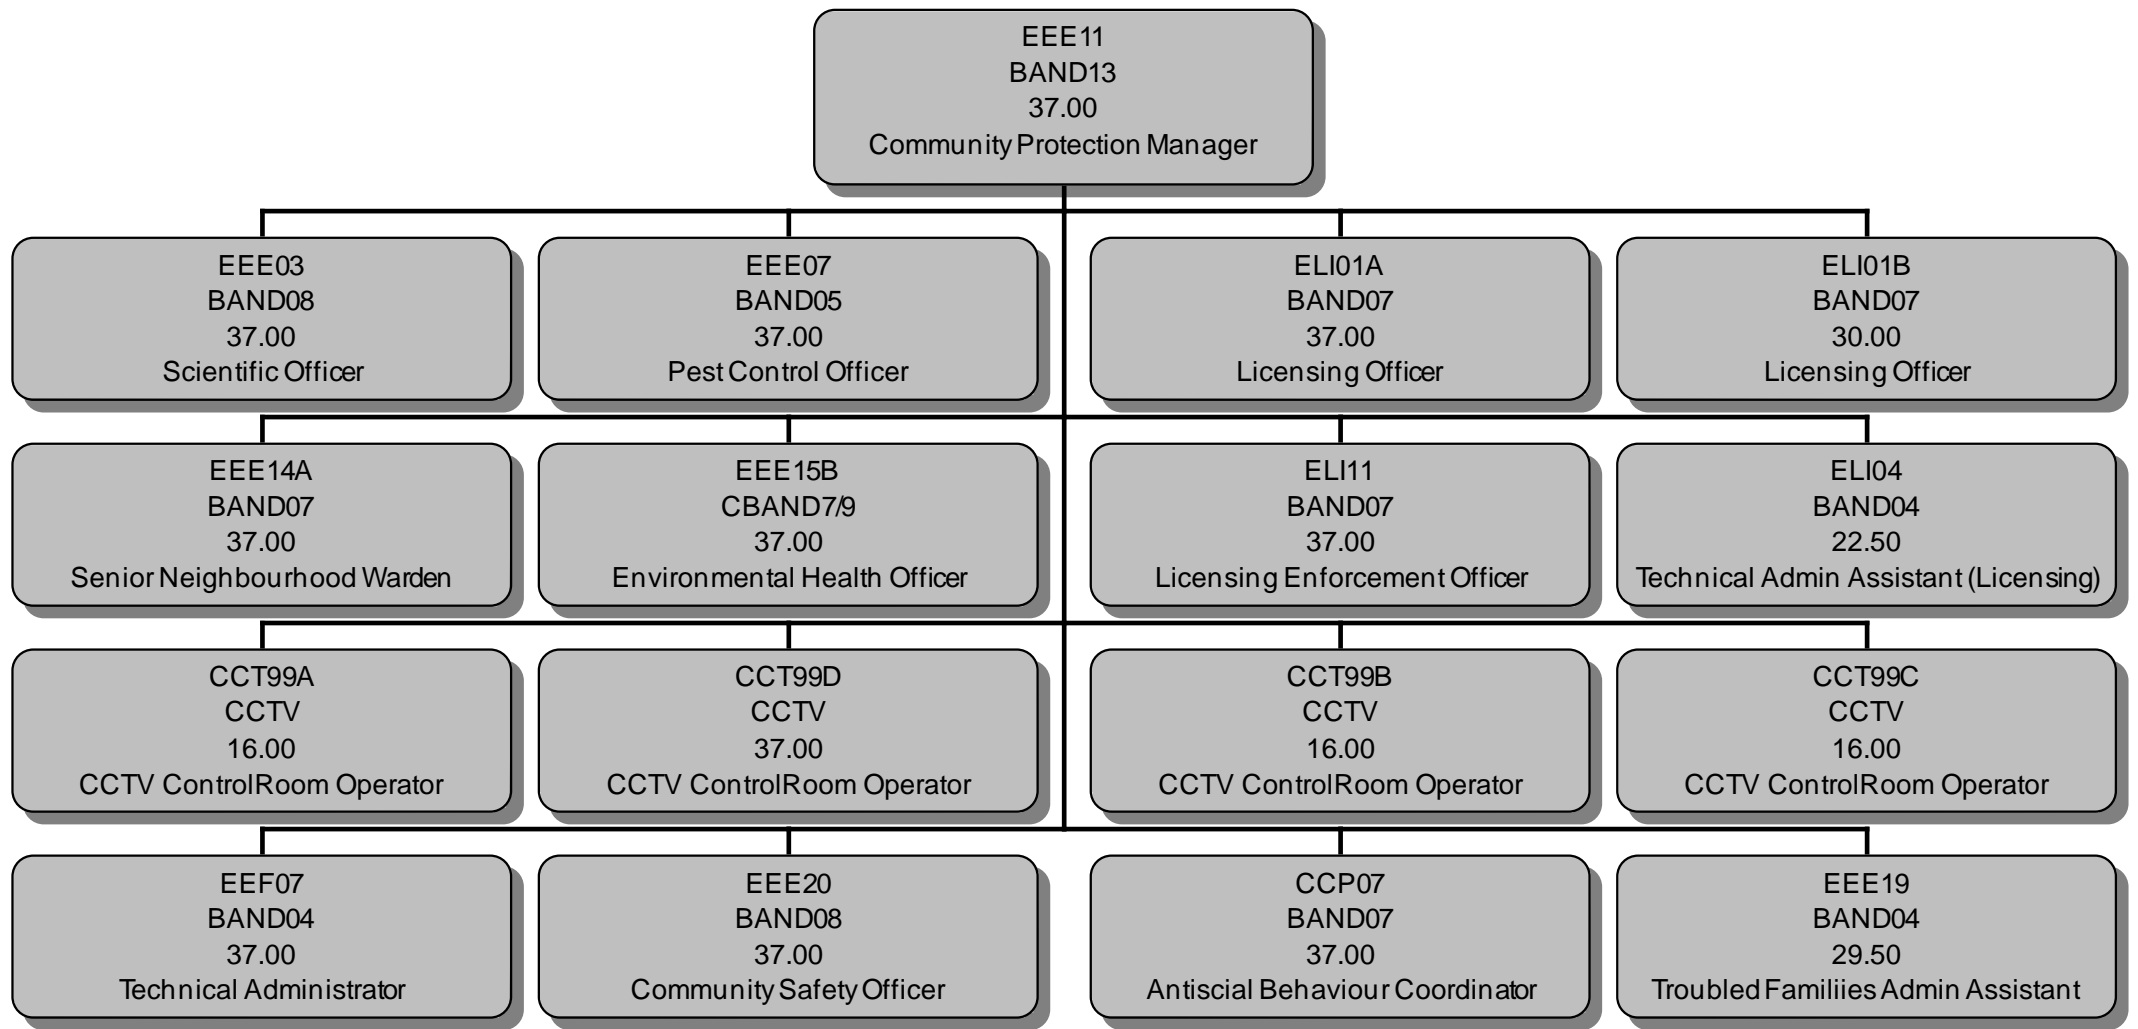 EEE11
BAND13
37.00
Community Protection Manager
EEE03
BAND08
37.00
Scientific Officer
EEE07
BAND05
37.00
Pest Control Officer
ELI01A
BAND07
37.00
Licensing Officer
ELI01B
BAND07
30.00
Licensing Officer
EEE14A
BAND07
37.00
Senior Neighbourhood Warden
EEE15B
CBAND7/9
37.00
Environmental Health Officer
ELI11
BAND07
37.00
Licensing Enforcement Officer
ELI04
BAND04
22.50
Technical Admin Assistant (Licensing)
CCT99A
CCTV
16.00
CCTV ControlRoom Operator
CCT99D
CCTV
37.00
CCTV ControlRoom Operator
CCT99B
CCTV
16.00
CCTV ControlRoom Operator
CCT99C
CCTV
16.00
CCTV ControlRoom Operator
EEF07
BAND04
37.00
Technical Administrator
EEE20
BAND08
37.00
Community Safety Officer
CCP07
BAND07
37.00
Antiscial Behaviour Coordinator
EEE19
BAND04
29.50
Troubled Familiies Admin Assistant